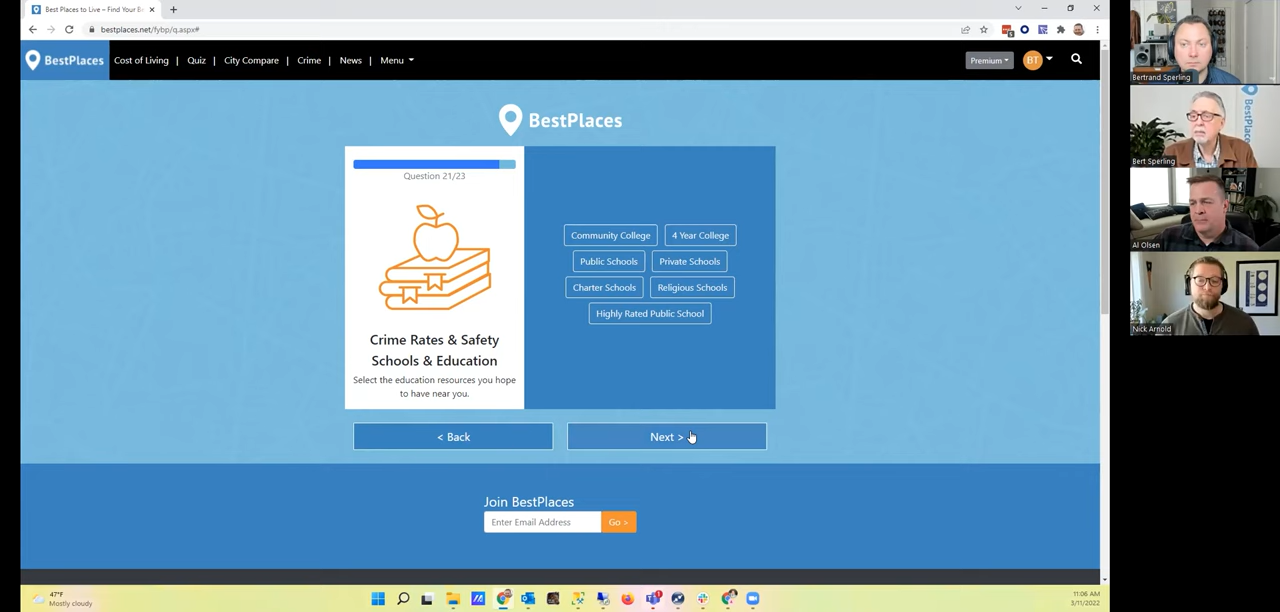 Best Places to Live – Find Your B
bestplaces.net/fybp/q.aspx#
BestPlaces
Cost of Living | Quiz | City Compare | Crime | News | Menu
Premium
BT
BestPlaces
Question 21/23
Crime Rates & Safety
Schools & Education
Select the education resources you hope
to have near you.
Community College
4 Year College
Public Schools
Private Schools
Charter Schools
Religious Schools
Highly Rated Public School
< Back
Next >
Join BestPlaces
Enter Email Address
Go >
47°F
Mostly cloudy
11:06 AM
3/11/2022
Bertrand Sperling
BestPlace
Bert Sperling
Al Olsen
Nick Arnold